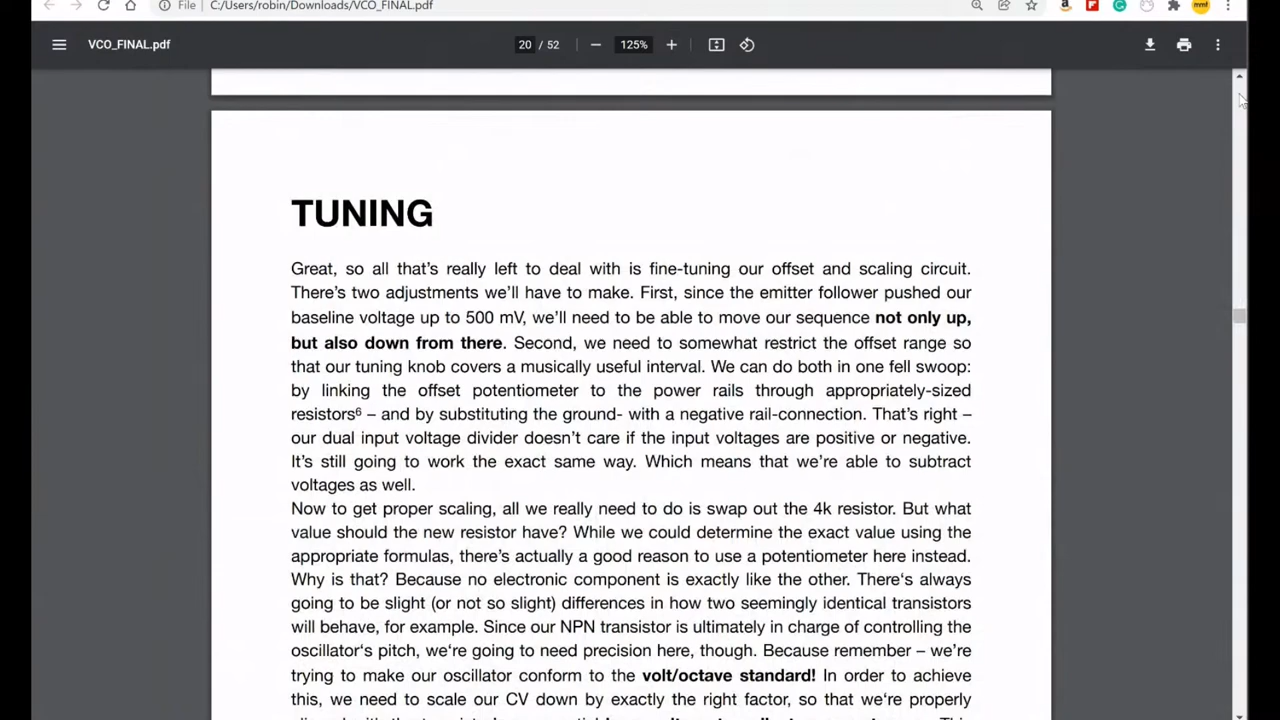 File | C:/Users/robin/Downloads/VCO_FINAL.pdf
VCO_FINAL.pdf
20 / 52
125%
TUNING
Great, so all that's really left to deal with is fine-tuning our offset and scaling circuit.
There's two adjustments we'll have to make. First, since the emitter follower pushed our
baseline voltage up to 500 mV, we'll need to be able to move our sequence not only up,
but also down from there. Second, we need to somewhat restrict the offset range so
that our tuning knob covers a musically useful interval. We can do both in one fell swoop:
by linking the offset potentiometer to the power rails through appropriately-sized
resistors⁶ – and by substituting the ground- with a negative rail-connection. That's right –
our dual input voltage divider doesn't care if the input voltages are positive or negative.
It's still going to work the exact same way. Which means that we're able to subtract
voltages as well.
Now to get proper scaling, all we really need to do is swap out the 4k resistor. But what
value should the new resistor have? While we could determine the exact value using the
appropriate formulas, there's actually a good reason to use a potentiometer here instead.
Why is that? Because no electronic component is exactly like the other. There's always
going to be slight (or not so slight) differences in how two seemingly identical transistors
will behave, for example. Since our NPN transistor is ultimately in charge of controlling the
oscillator's pitch, we're going to need precision here, though. Because remember – we're
trying to make our oscillator conform to the volt/octave standard! In order to achieve
this, we need to scale our CV down by exactly the right factor, so that we're properly